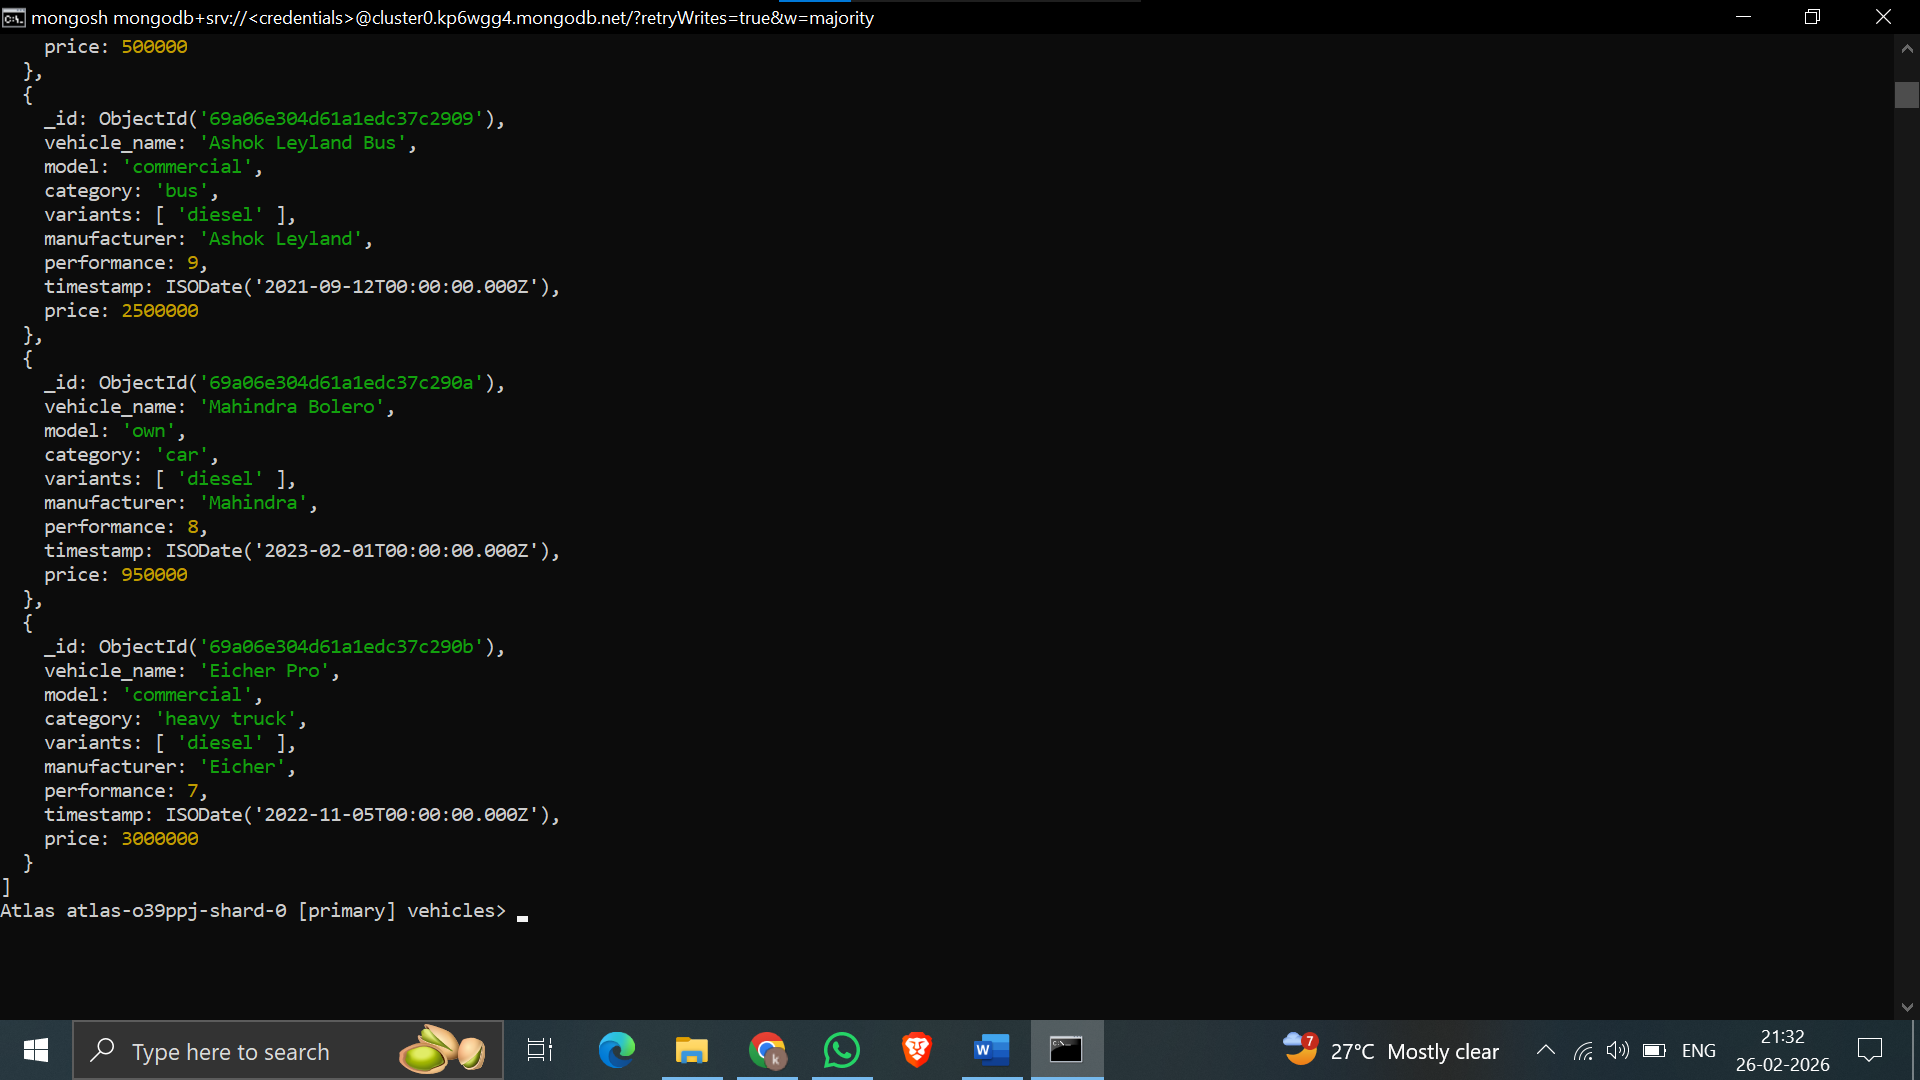 mongosh mongodb+srv://<credentials>@cluster0.kp6wgg4.mongodb.net/?retryWrites=true&w=majority
price: 500000
},
{
_id: ObjectId('69a06e304d61a1edc37c2909'),
vehicle_name: 'Ashok Leyland Bus',
model: 'commercial',
category: 'bus',
variants: [ 'diesel' ],
manufacturer: 'Ashok Leyland',
performance: 9,
timestamp: ISODate('2021-09-12T00:00:00.000Z'),
price: 2500000
},
{
_id: ObjectId('69a06e304d61a1edc37c290a'),
vehicle_name: 'Mahindra Bolero',
model: 'own',
category: 'car',
variants: [ 'diesel' ],
manufacturer: 'Mahindra',
performance: 8,
timestamp: ISODate('2023-02-01T00:00:00.000Z'),
price: 950000
},
{
_id: ObjectId('69a06e304d61a1edc37c290b'),
vehicle_name: 'Eicher Pro',
model: 'commercial',
category: 'heavy truck',
variants: [ 'diesel' ],
manufacturer: 'Eicher',
performance: 7,
timestamp: ISODate('2022-11-05T00:00:00.000Z'),
price: 3000000
}
]
Atlas atlas-o39ppj-shard-0 [primary] vehicles>
Type here to search
k
W
7
27°C Mostly clear
ENG
21:32
26-02-2026